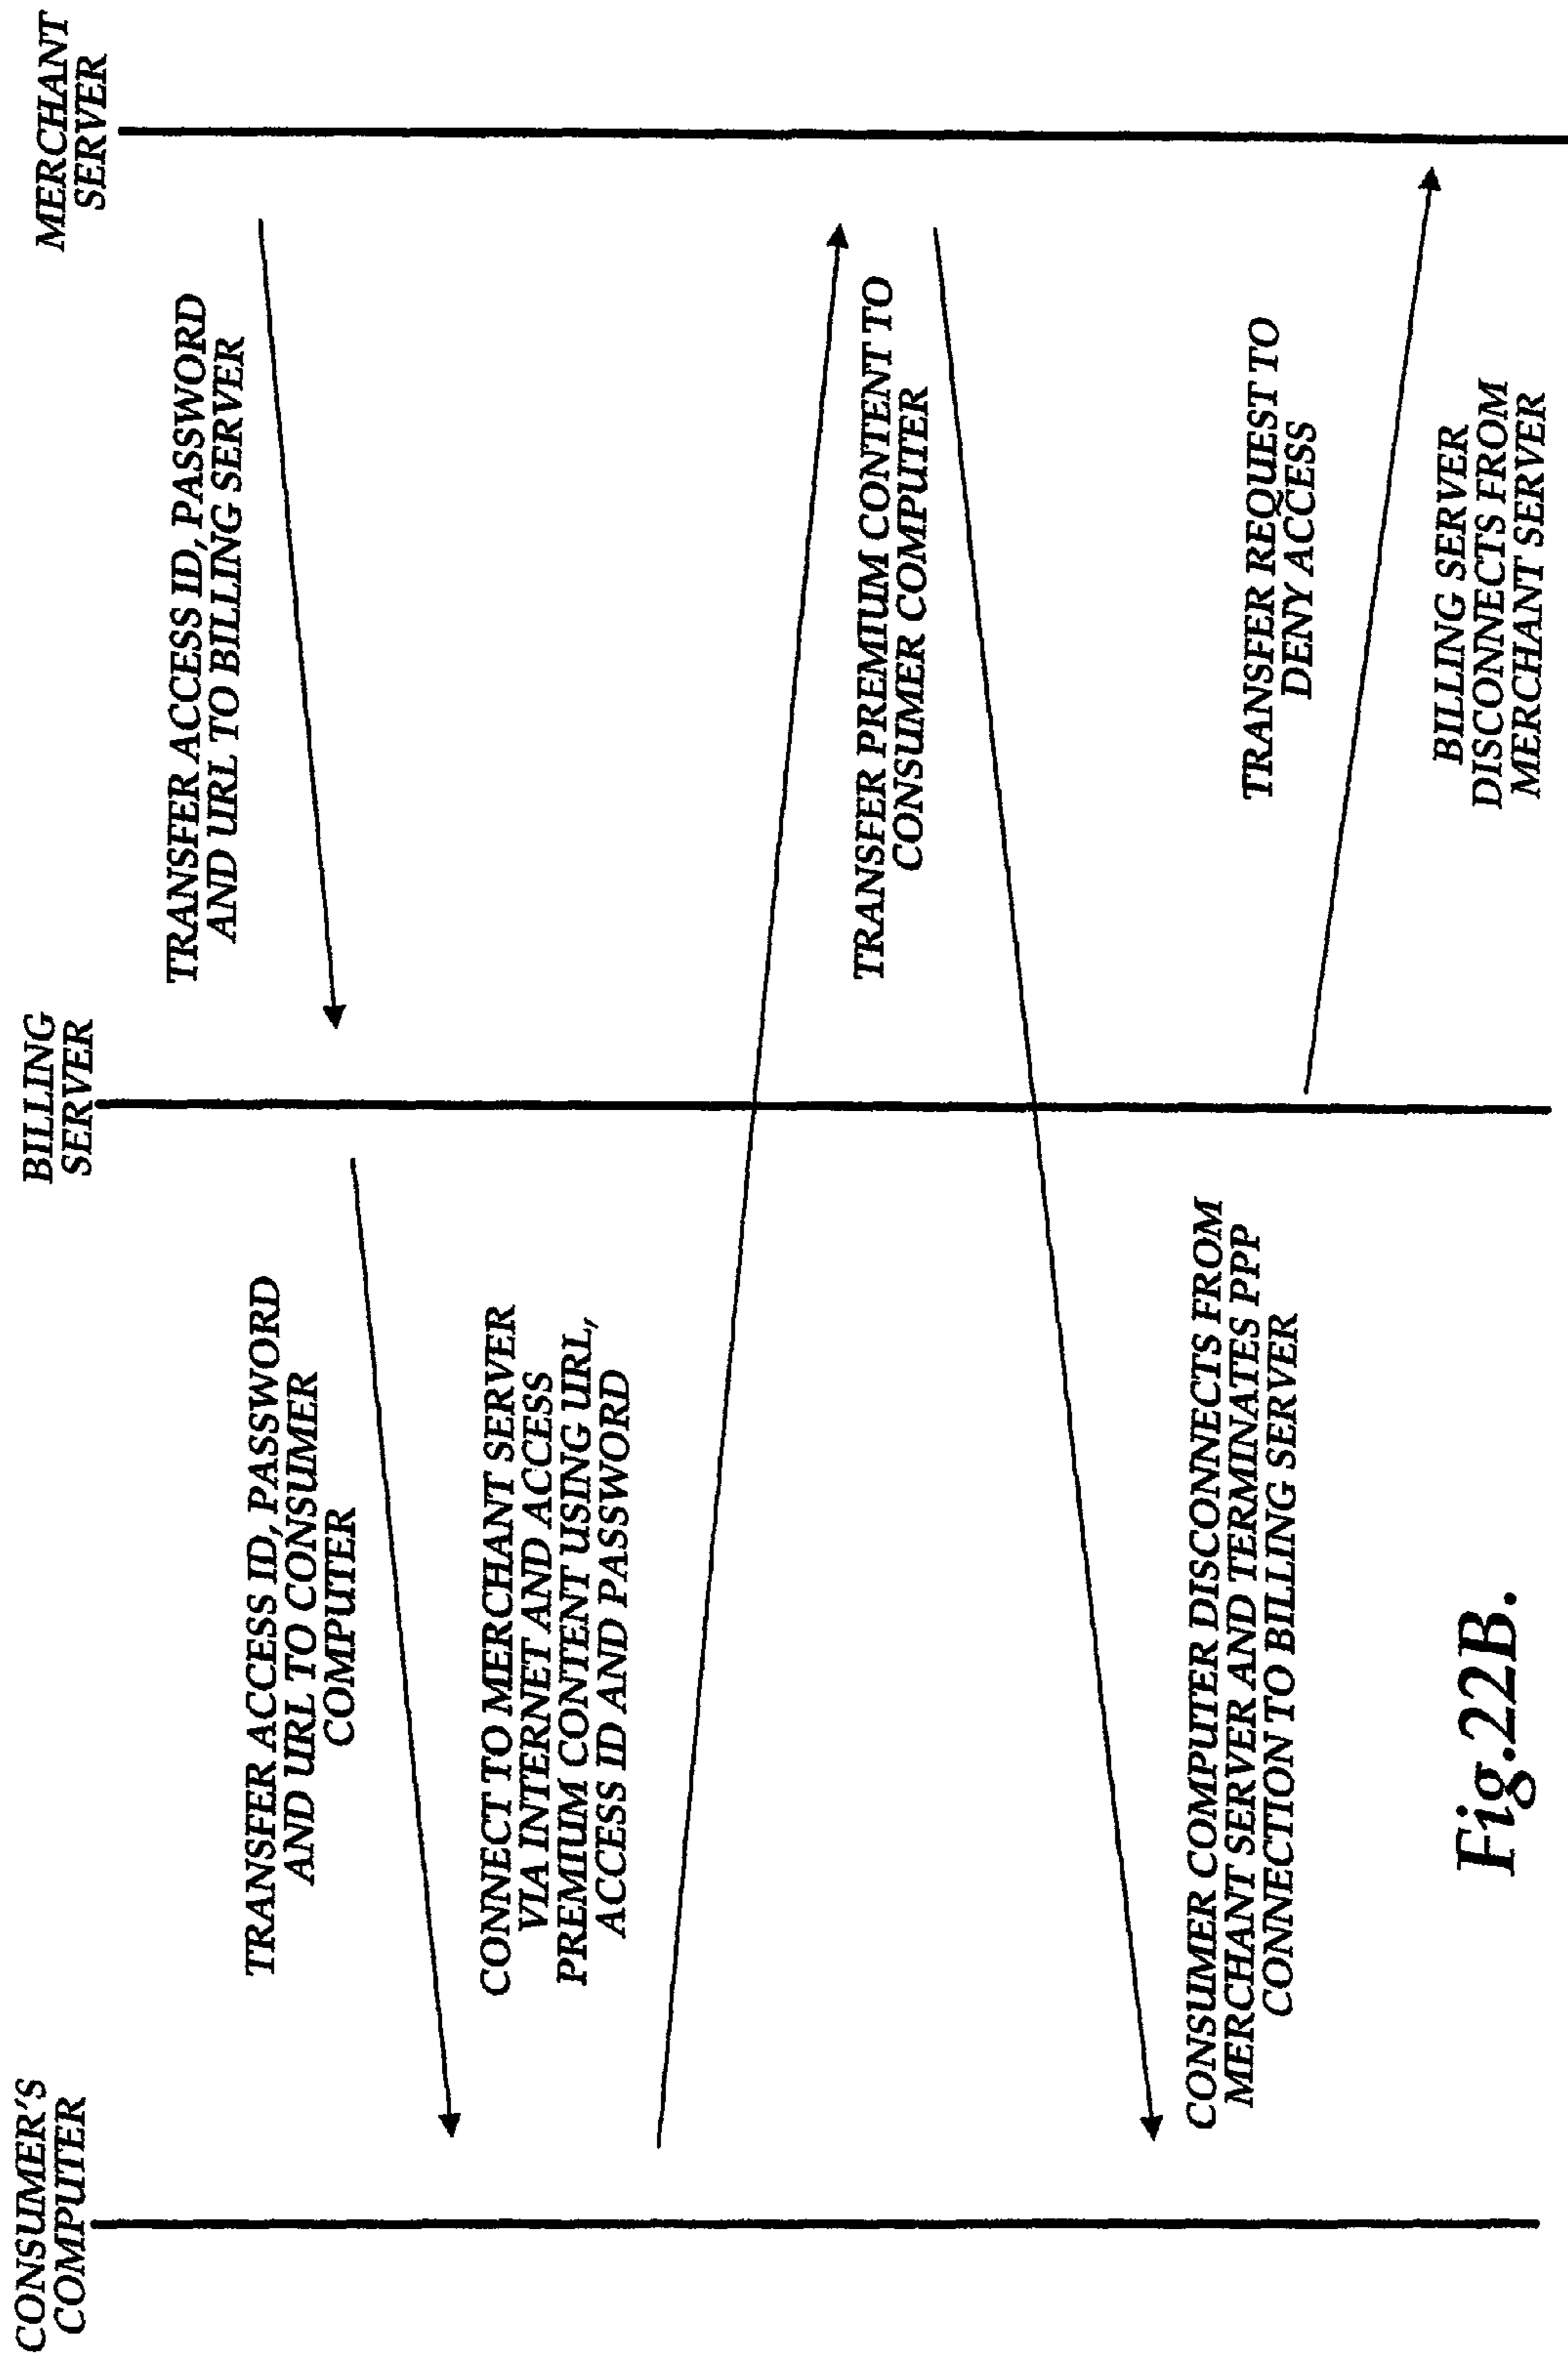 CONSUMER'S
COMPUTER
BILLING
SERVER
MERCHANT
SERVER
TRANSFER ACCESS ID, PASSWORD
AND URL TO BILLING SERVER
TRANSFER ACCESS ID, PASSWORD
AND URL TO CONSUMER
COMPUTER
CONNECT TO MERCHANT SERVER
VIA INTERNET AND ACCESS
PREMIUM CONTENT USING URL,
ACCESS ID AND PASSWORD
TRANSFER PREMIUM CONTENT TO
CONSUMER COMPUTER
CONSUMER COMPUTER DISCONNECTS FROM
MERCHANT SERVER AND TERMINATES PPP
CONNECTION TO BILLING SERVER
TRANSFER REQUEST TO
DENY ACCESS
BILLING SERVER
DISCONNECTS FROM
MERCHANT SERVER
Fig.22B.